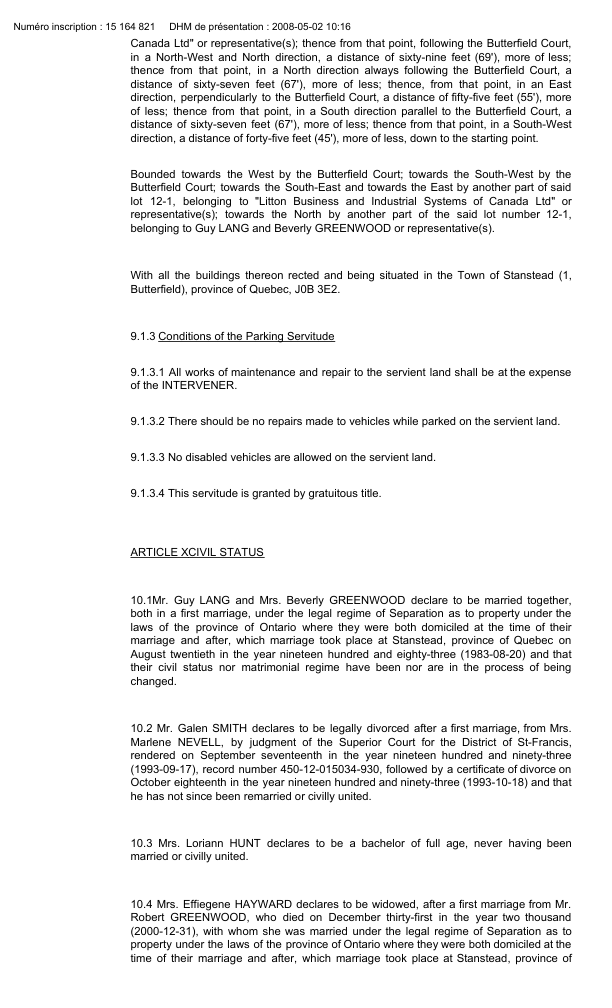 Numéro inscription : 15 164 821 DHM de présentation : 2008-05-02 10:16
Canada Ltd" or representative(s); thence from that point, following the Butterfield Court,
in a North-West and North direction, a distance of sixty-nine feet (69'), more of less;
thence from that point, in a North direction always following the Butterfield Court, a
distance of sixty-seven feet (67'), more of less; thence, from that point, in an East
direction, perpendicularly to the Butterfield Court, a distance of fifty-five feet (55'), more
of less; thence from that point, in a South direction parallel to the Butterfield Court, a
distance of sixty-seven feet (67'), more of less; thence from that point, in a South-West
direction, a distance of forty-five feet (45'), more of less, down to the starting point.
Bounded towards the West by the Butterfield Court; towards the South-West by the
Butterfield Court; towards the South-East and towards the East by another part of said
lot 12-1, belonging to "Litton Business and Industrial Systems of Canada Ltd" or
representative(s); towards the North by another part of the said lot number 12-1,
belonging to Guy LANG and Beverly GREENWOOD or representative(s).
With all the buildings thereon rected and being situated in the Town of Stanstead (1,
Butterfield), province of Quebec, J0B 3E2.
9.1.3 Conditions of the Parking Servitude
9.1.3.1 All works of maintenance and repair to the servient land shall be at the expense
of the INTERVENER.
9.1.3.2 There should be no repairs made to vehicles while parked on the servient land.
9.1.3.3 No disabled vehicles are allowed on the servient land.
9.1.3.4 This servitude is granted by gratuitous title.
ARTICLE XCIVIL STATUS
10.1Mr. Guy LANG and Mrs. Beverly GREENWOOD declare to be married together,
both in a first marriage, under the legal regime of Separation as to property under the
laws of the province of Ontario where they were both domiciled at the time of their
marriage and after, which marriage took place at Stanstead, province of Quebec on
August twentieth in the year nineteen hundred and eighty-three (1983-08-20) and that
their civil status nor matrimonial regime have been nor are in the process of being
changed.
10.2 Mr. Galen SMITH declares to be legally divorced after a first marriage, from Mrs.
Marlene NEVELL, by judgment of the Superior Court for the District of St-Francis,
rendered on September seventeenth in the year nineteen hundred and ninety-three
(1993-09-17), record number 450-12-015034-930, followed by a certificate of divorce on
October eighteenth in the year nineteen hundred and ninety-three (1993-10-18) and that
he has not since been remarried or civilly united.
10.3 Mrs. Loriann HUNT declares to be a bachelor of full age, never having been
married or civilly united.
10.4 Mrs. Effiegene HAYWARD declares to be widowed, after a first marriage from Mr.
Robert GREENWOOD, who died on December thirty-first in the year two thousand
(2000-12-31), with whom she was married under the legal regime of Separation as to
property under the laws of the province of Ontario where they were both domiciled at the
time of their marriage and after, which marriage took place at Stanstead, province of